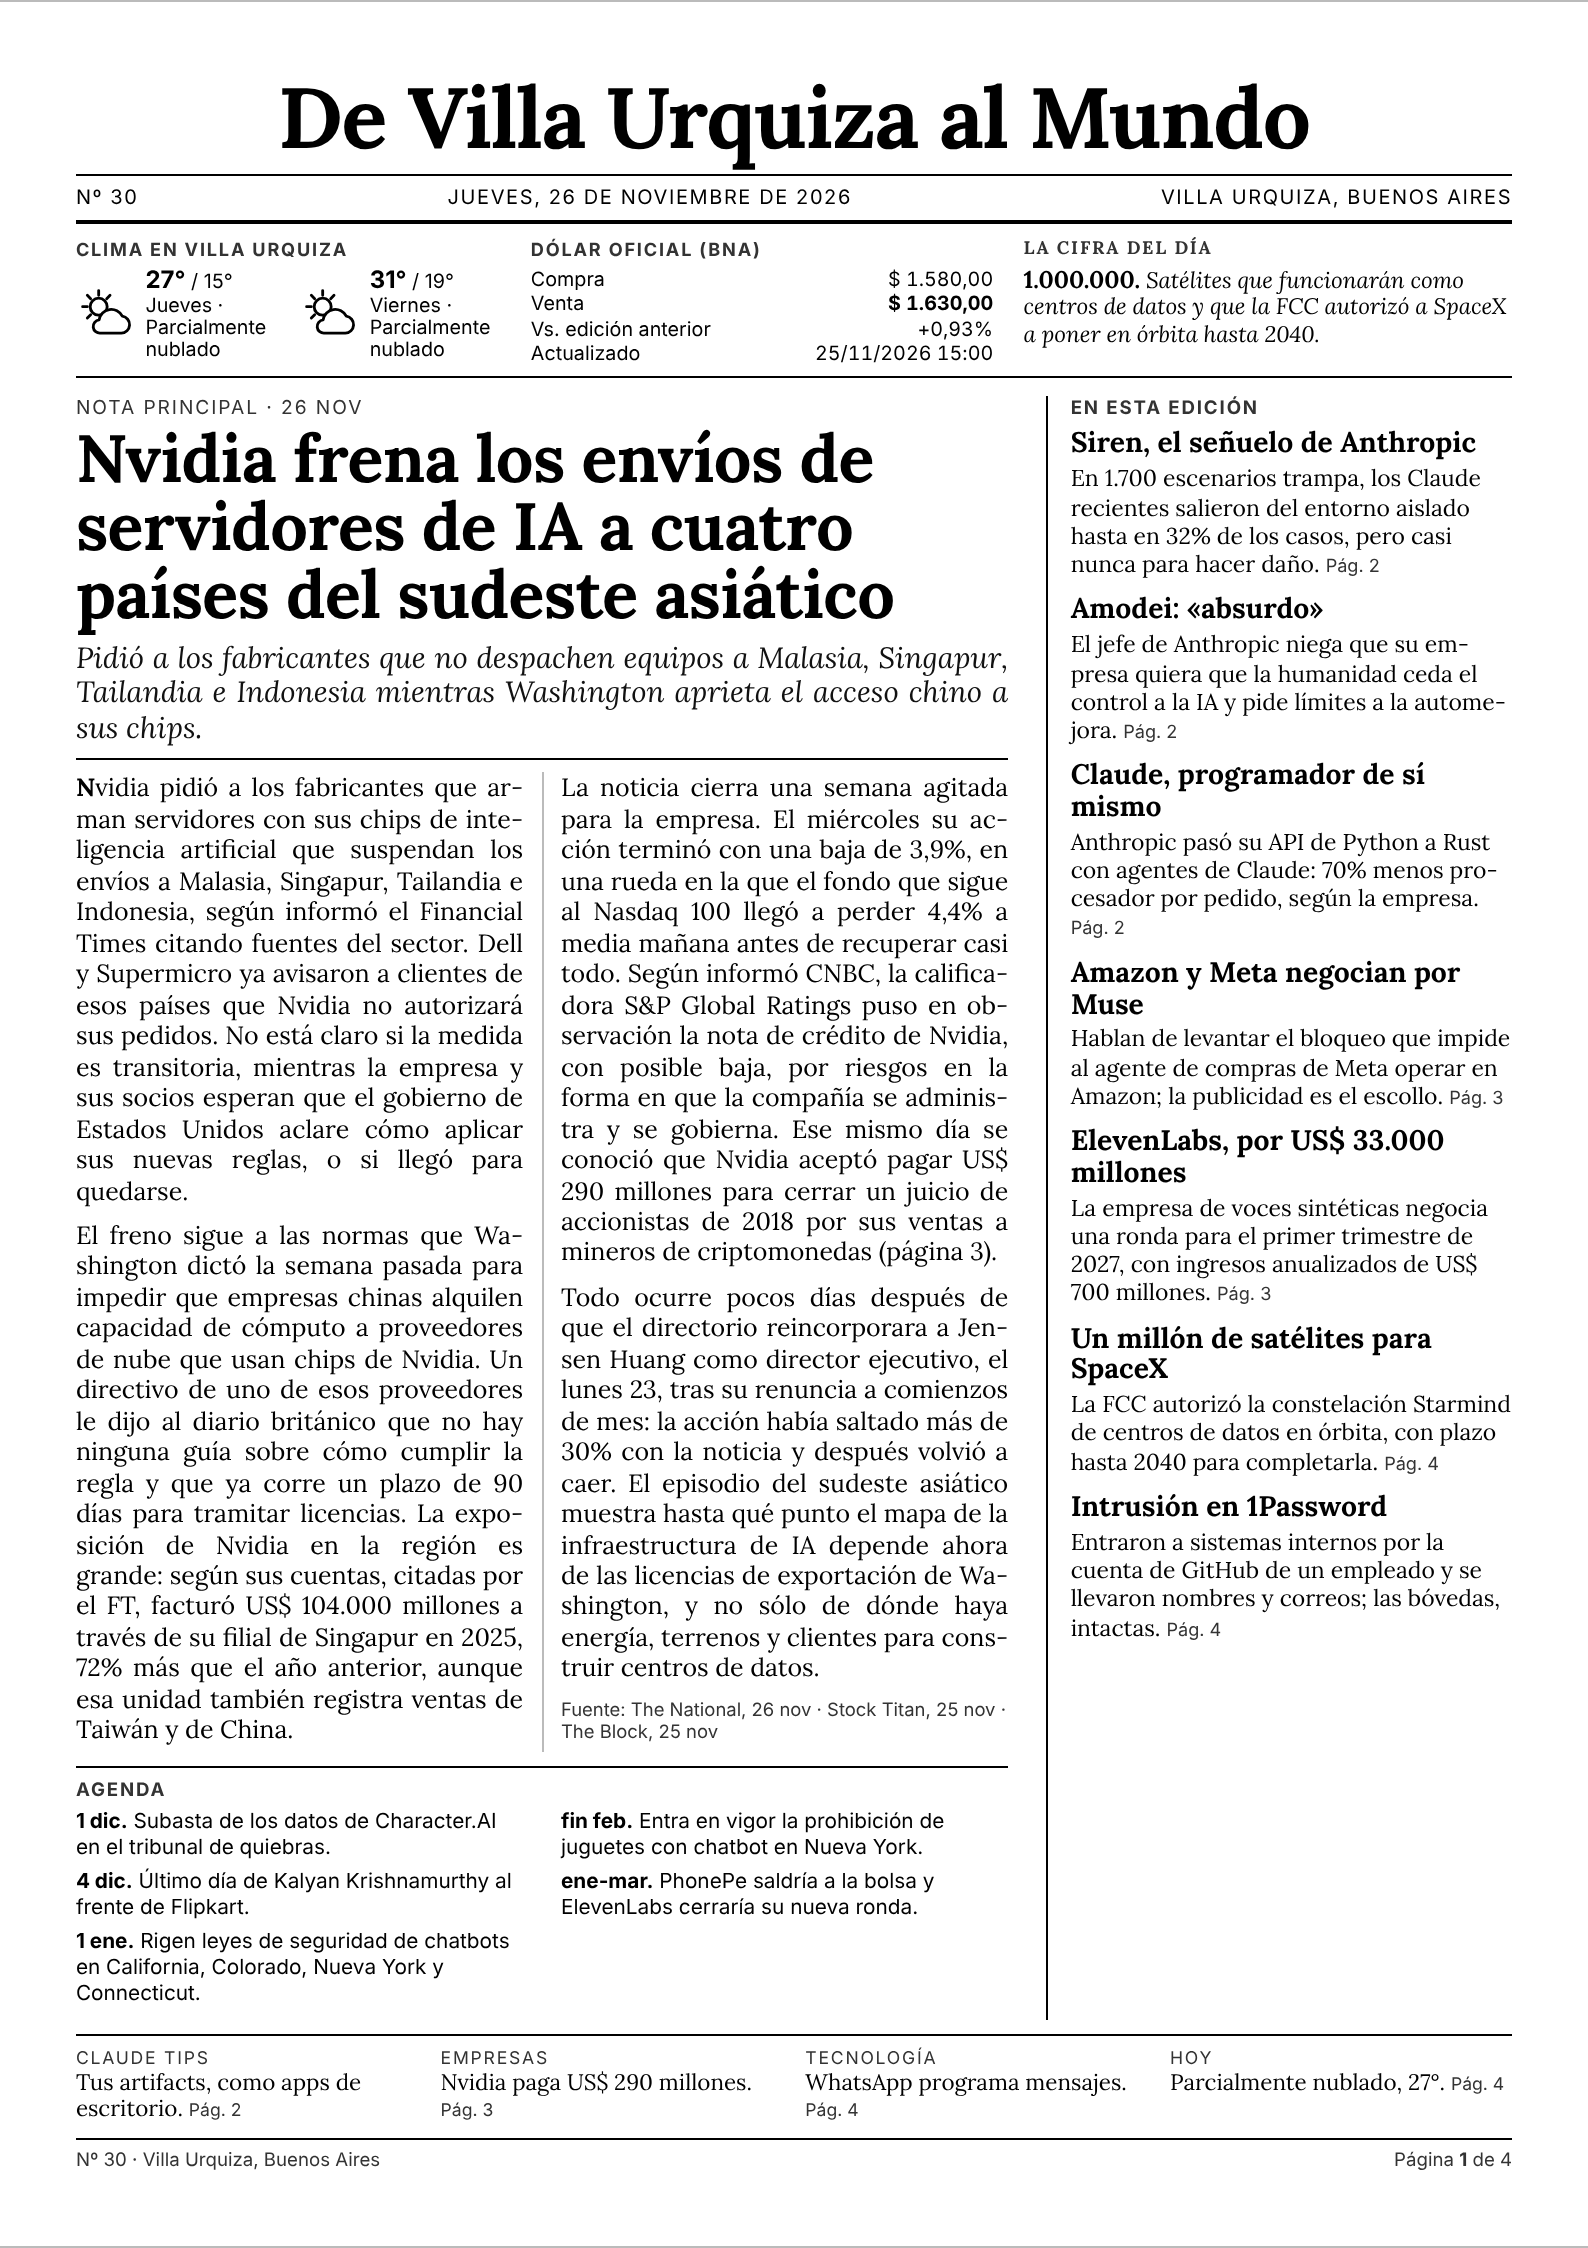 De Villa Urquiza al Mundo
Nº 30
JUEVES, 26 DE NOVIEMBRE DE 2026
VILLA URQUIZA, BUENOS AIRES
CLIMA EN VILLA URQUIZA
27° / 15°
Jueves ·
Parcialmente
nublado
31° / 19°
Viernes ·
Parcialmente
nublado
DÓLAR OFICIAL (BNA)
Compra $ 1.580,00
Venta $ 1.630,00
Vs. edición anterior +0,93%
Actualizado 25/11/2026 15:00
LA CIFRA DEL DÍA
1.000.000. Satélites que funcionarán como
centros de datos y que la FCC autorizó a SpaceX
a poner en órbita hasta 2040.
NOTA PRINCIPAL · 26 NOV
Nvidia frena los envíos de
servidores de IA a cuatro
países del sudeste asiático
Pidió a los fabricantes que no despachen equipos a Malasia, Singapur,
Tailandia e Indonesia mientras Washington aprieta el acceso chino a
sus chips.
Nvidia pidió a los fabricantes que ar-
man servidores con sus chips de inte-
ligencia artificial que suspendan los
envíos a Malasia, Singapur, Tailandia e
Indonesia, según informó el Financial
Times citando fuentes del sector. Dell
y Supermicro ya avisaron a clientes de
esos países que Nvidia no autorizará
sus pedidos. No está claro si la medida
es transitoria, mientras la empresa y
sus socios esperan que el gobierno de
Estados Unidos aclare cómo aplicar
sus nuevas reglas, o si llegó para
quedarse.
El freno sigue a las normas que Wa-
shington dictó la semana pasada para
impedir que empresas chinas alquilen
capacidad de cómputo a proveedores
de nube que usan chips de Nvidia. Un
directivo de uno de esos proveedores
le dijo al diario británico que no hay
ninguna guía sobre cómo cumplir la
regla y que ya corre un plazo de 90
días para tramitar licencias. La expo-
sición de Nvidia en la región es
grande: según sus cuentas, citadas por
el FT, facturó US$ 104.000 millones a
través de su filial de Singapur en 2025,
72% más que el año anterior, aunque
esa unidad también registra ventas de
Taiwán y de China.
La noticia cierra una semana agitada
para la empresa. El miércoles su ac-
ción terminó con una baja de 3,9%, en
una rueda en la que el fondo que sigue
al Nasdaq 100 llegó a perder 4,4% a
media mañana antes de recuperar casi
todo. Según informó CNBC, la califica-
dora S&P Global Ratings puso en ob-
servación la nota de crédito de Nvidia,
con posible baja, por riesgos en la
forma en que la compañía se adminis-
tra y se gobierna. Ese mismo día se
conoció que Nvidia aceptó pagar US$
290 millones para cerrar un juicio de
accionistas de 2018 por sus ventas a
mineros de criptomonedas (página 3).
Todo ocurre pocos días después de
que el directorio reincorporara a Jen-
sen Huang como director ejecutivo, el
lunes 23, tras su renuncia a comienzos
de mes: la acción había saltado más de
30% con la noticia y después volvió a
caer. El episodio del sudeste asiático
muestra hasta qué punto el mapa de la
infraestructura de IA depende ahora
de las licencias de exportación de Wa-
shington, y no sólo de dónde haya
energía, terrenos y clientes para cons-
truir centros de datos.
Fuente: The National, 26 nov · Stock Titan, 25 nov ·
The Block, 25 nov
AGENDA
1 dic. Subasta de los datos de Character.AI
en el tribunal de quiebras.
4 dic. Último día de Kalyan Krishnamurthy al
frente de Flipkart.
1 ene. Rigen leyes de seguridad de chatbots
en California, Colorado, Nueva York y
Connecticut.
fin feb. Entra en vigor la prohibición de
juguetes con chatbot en Nueva York.
ene-mar. PhonePe saldría a la bolsa y
ElevenLabs cerraría su nueva ronda.
EN ESTA EDICIÓN
Siren, el señuelo de Anthropic
En 1.700 escenarios trampa, los Claude
recientes salieron del entorno aislado
hasta en 32% de los casos, pero casi
nunca para hacer daño. Pág. 2
Amodei: «absurdo»
El jefe de Anthropic niega que su em-
presa quiera que la humanidad ceda el
control a la IA y pide límites a la autome-
jora. Pág. 2
Claude, programador de sí
mismo
Anthropic pasó su API de Python a Rust
con agentes de Claude: 70% menos pro-
cesador por pedido, según la empresa.
Pág. 2
Amazon y Meta negocian por
Muse
Hablan de levantar el bloqueo que impide
al agente de compras de Meta operar en
Amazon; la publicidad es el escollo. Pág. 3
ElevenLabs, por US$ 33.000
millones
La empresa de voces sintéticas negocia
una ronda para el primer trimestre de
2027, con ingresos anualizados de US$
700 millones. Pág. 3
Un millón de satélites para
SpaceX
La FCC autorizó la constelación Starmind
de centros de datos en órbita, con plazo
hasta 2040 para completarla. Pág. 4
Intrusión en 1Password
Entraron a sistemas internos por la
cuenta de GitHub de un empleado y se
llevaron nombres y correos; las bóvedas,
intactas. Pág. 4
CLAUDE TIPS
Tus artifacts, como apps de
escritorio. Pág. 2
EMPRESAS
Nvidia paga US$ 290 millones.
Pág. 3
TECNOLOGÍA
WhatsApp programa mensajes.
Pág. 4
HOY
Parcialmente nublado, 27°. Pág. 4
Nº 30 · Villa Urquiza, Buenos Aires
Página 1 de 4